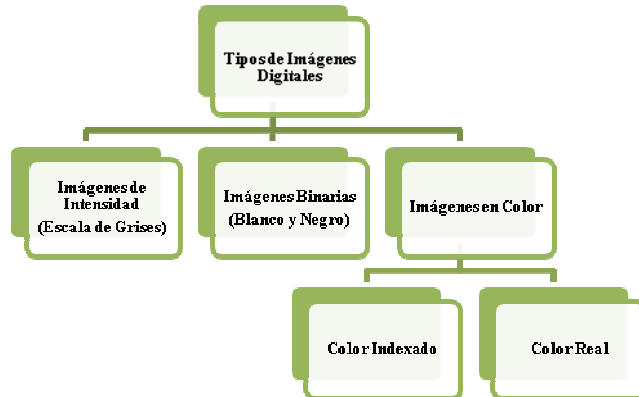 Tipos de Imágenes
Digitales
Imágenes de
Intensidad
(Escala de Grises)
Imágenes Binarias
(Blanco y Negro)
Imágenes en Color
Color Indexado
Color Real